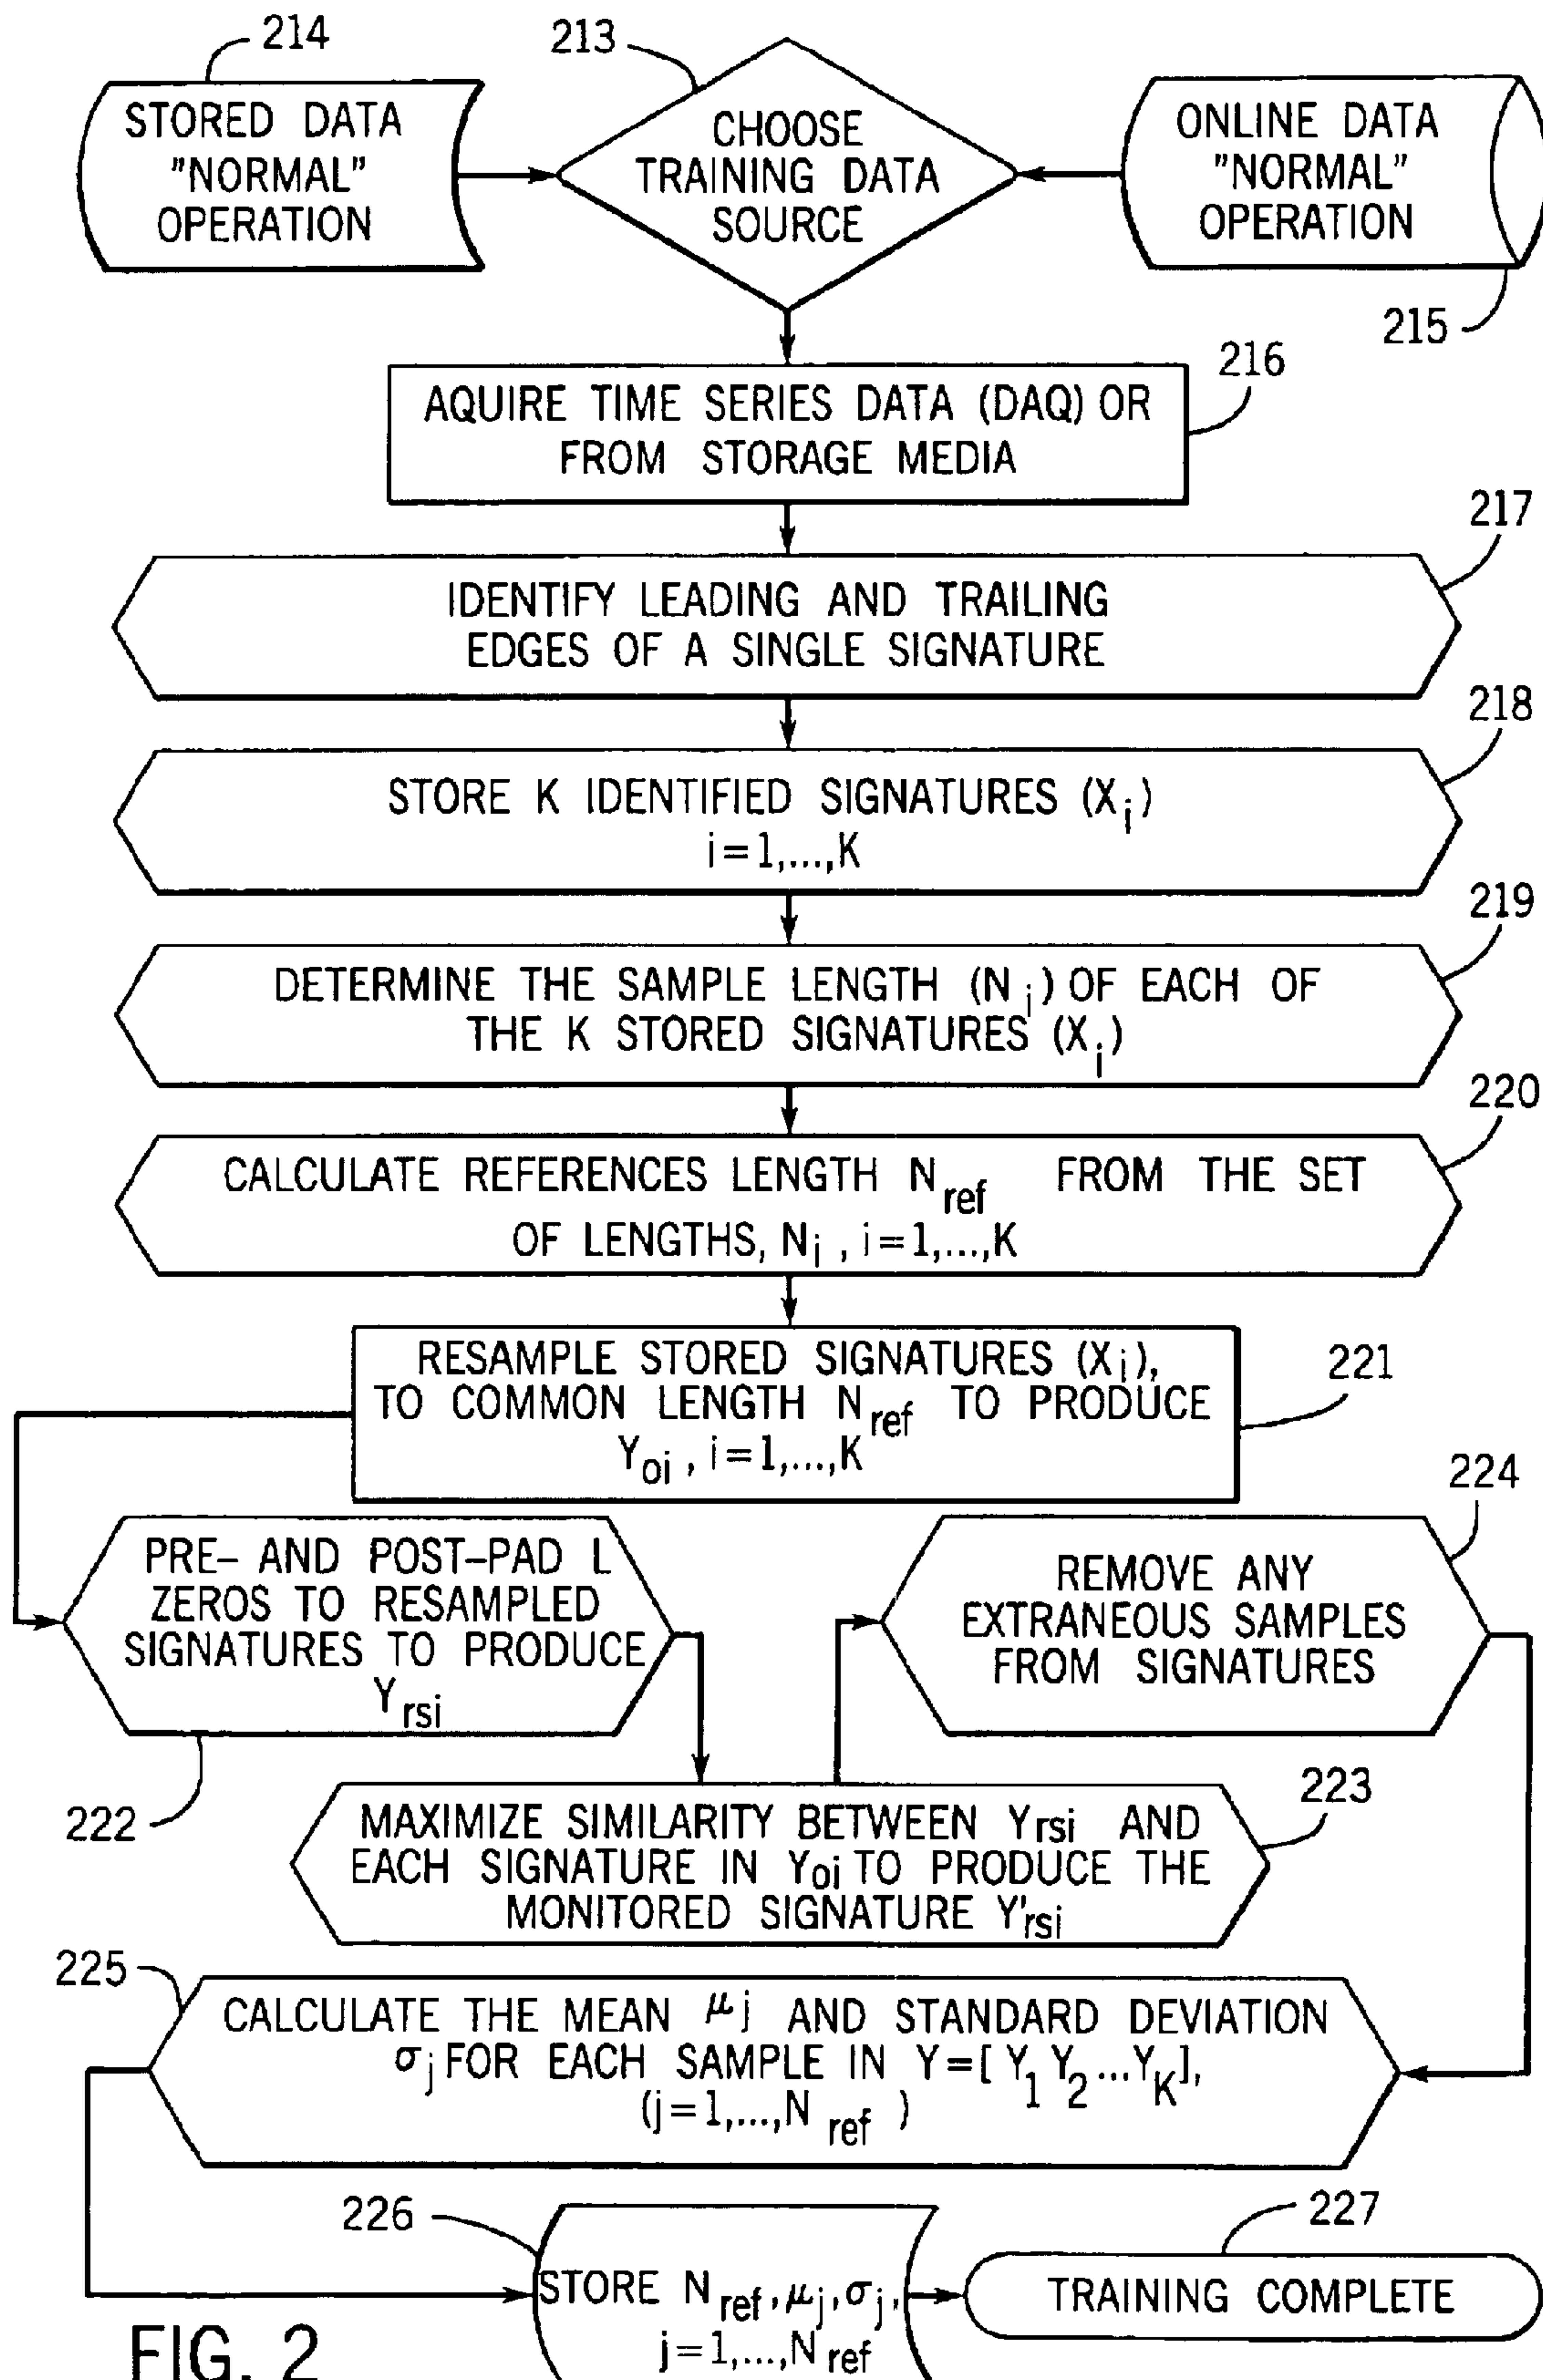 214
213
STORED DATA
"NORMAL"
OPERATION
CHOOSE
TRAINING DATA
SOURCE
ONLINE DATA
"NORMAL"
OPERATION
215
216
AQUIRE TIME SERIES DATA (DAQ) OR
FROM STORAGE MEDIA
217
IDENTIFY LEADING AND TRAILING
EDGES OF A SINGLE SIGNATURE
218
STORE K IDENTIFIED SIGNATURES (Xi)
i=1,...,K
219
DETERMINE THE SAMPLE LENGTH (Ni) OF EACH OF
THE K STORED SIGNATURES (Xi)
220
CALCULATE REFERENCES LENGTH Nref FROM THE SET
OF LENGTHS, Ni , i=1,...,K
221
RESAMPLE STORED SIGNATURES (Xi),
TO COMMON LENGTH Nref TO PRODUCE
Yoi , i=1,...,K
PRE- AND POST-PAD L
ZEROS TO RESAMPLED
SIGNATURES TO PRODUCE
Yrsi
222
224
REMOVE ANY
EXTRANEOUS SAMPLES
FROM SIGNATURES
223
MAXIMIZE SIMILARITY BETWEEN Yrsi AND
EACH SIGNATURE IN Yoi TO PRODUCE THE
MONITORED SIGNATURE Y'rsi
225
CALCULATE THE MEAN μj AND STANDARD DEVIATION
σj FOR EACH SAMPLE IN Y=[ Y1 Y2 ...YK],
(j=1,...,Nref )
226
STORE Nref,μj,σj,
j=1,...,Nref
227
TRAINING COMPLETE
FIG. 2